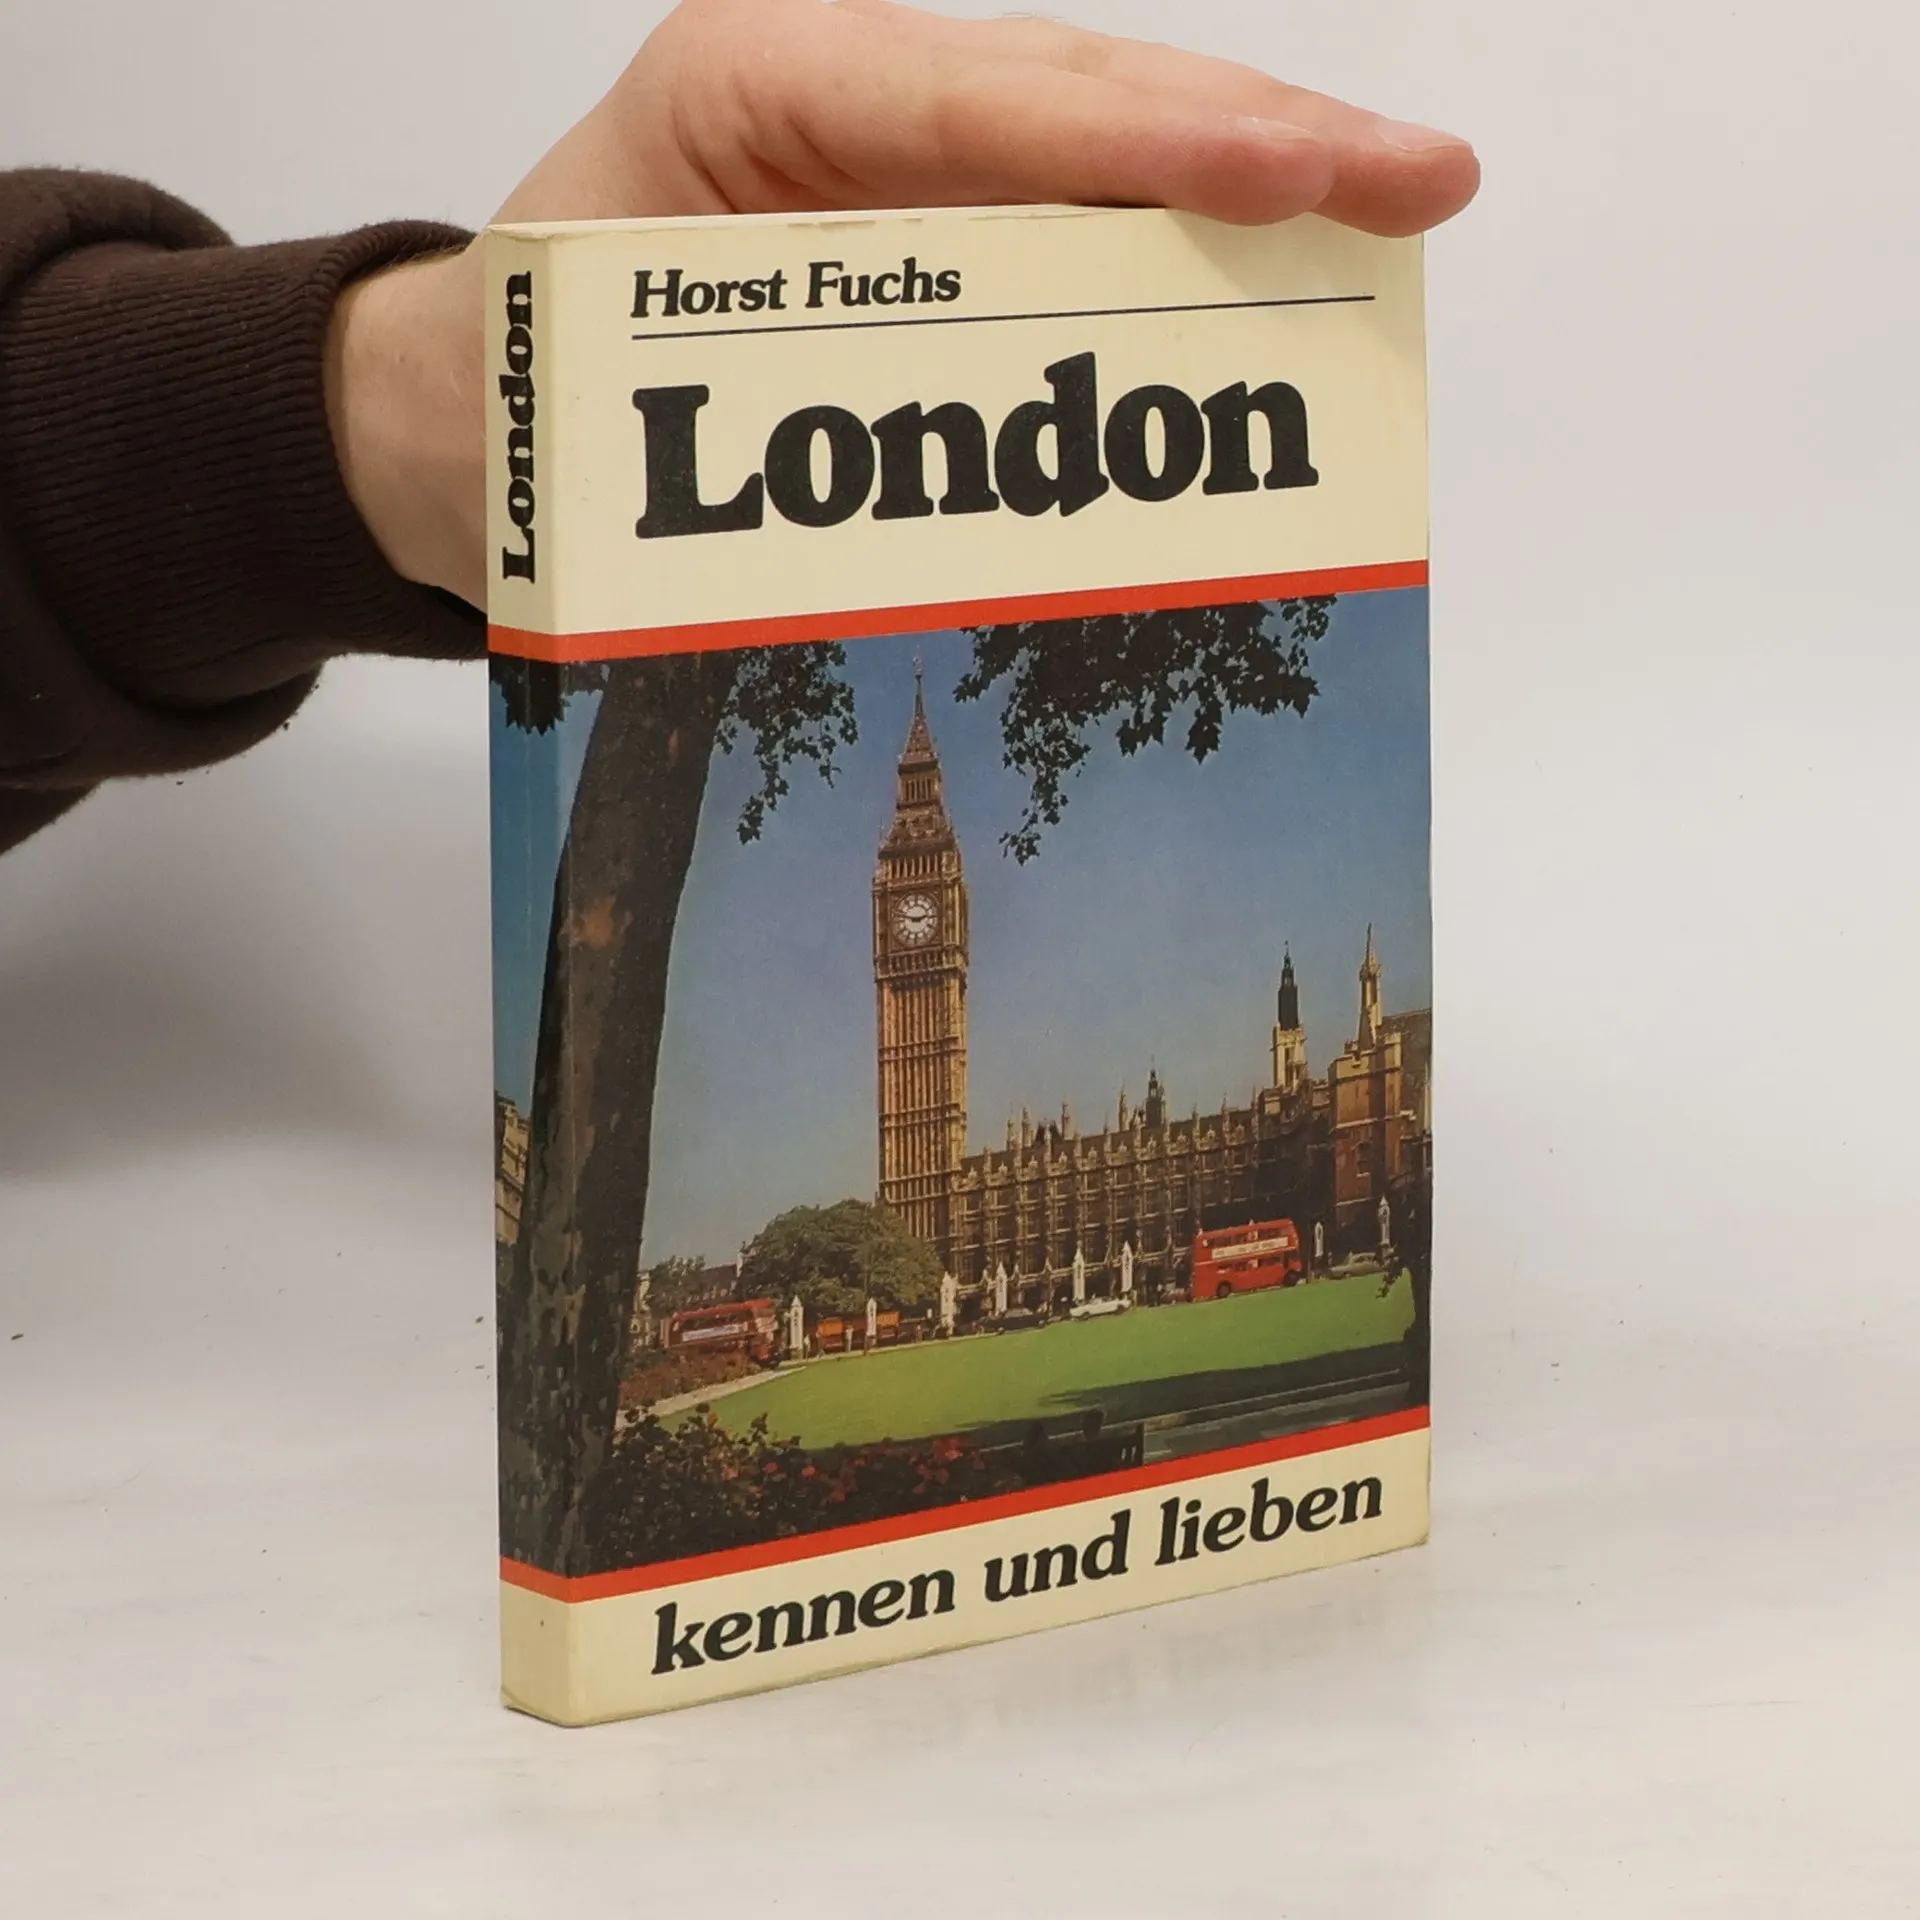 London
Horst Fuchs
London
kennen und lieben